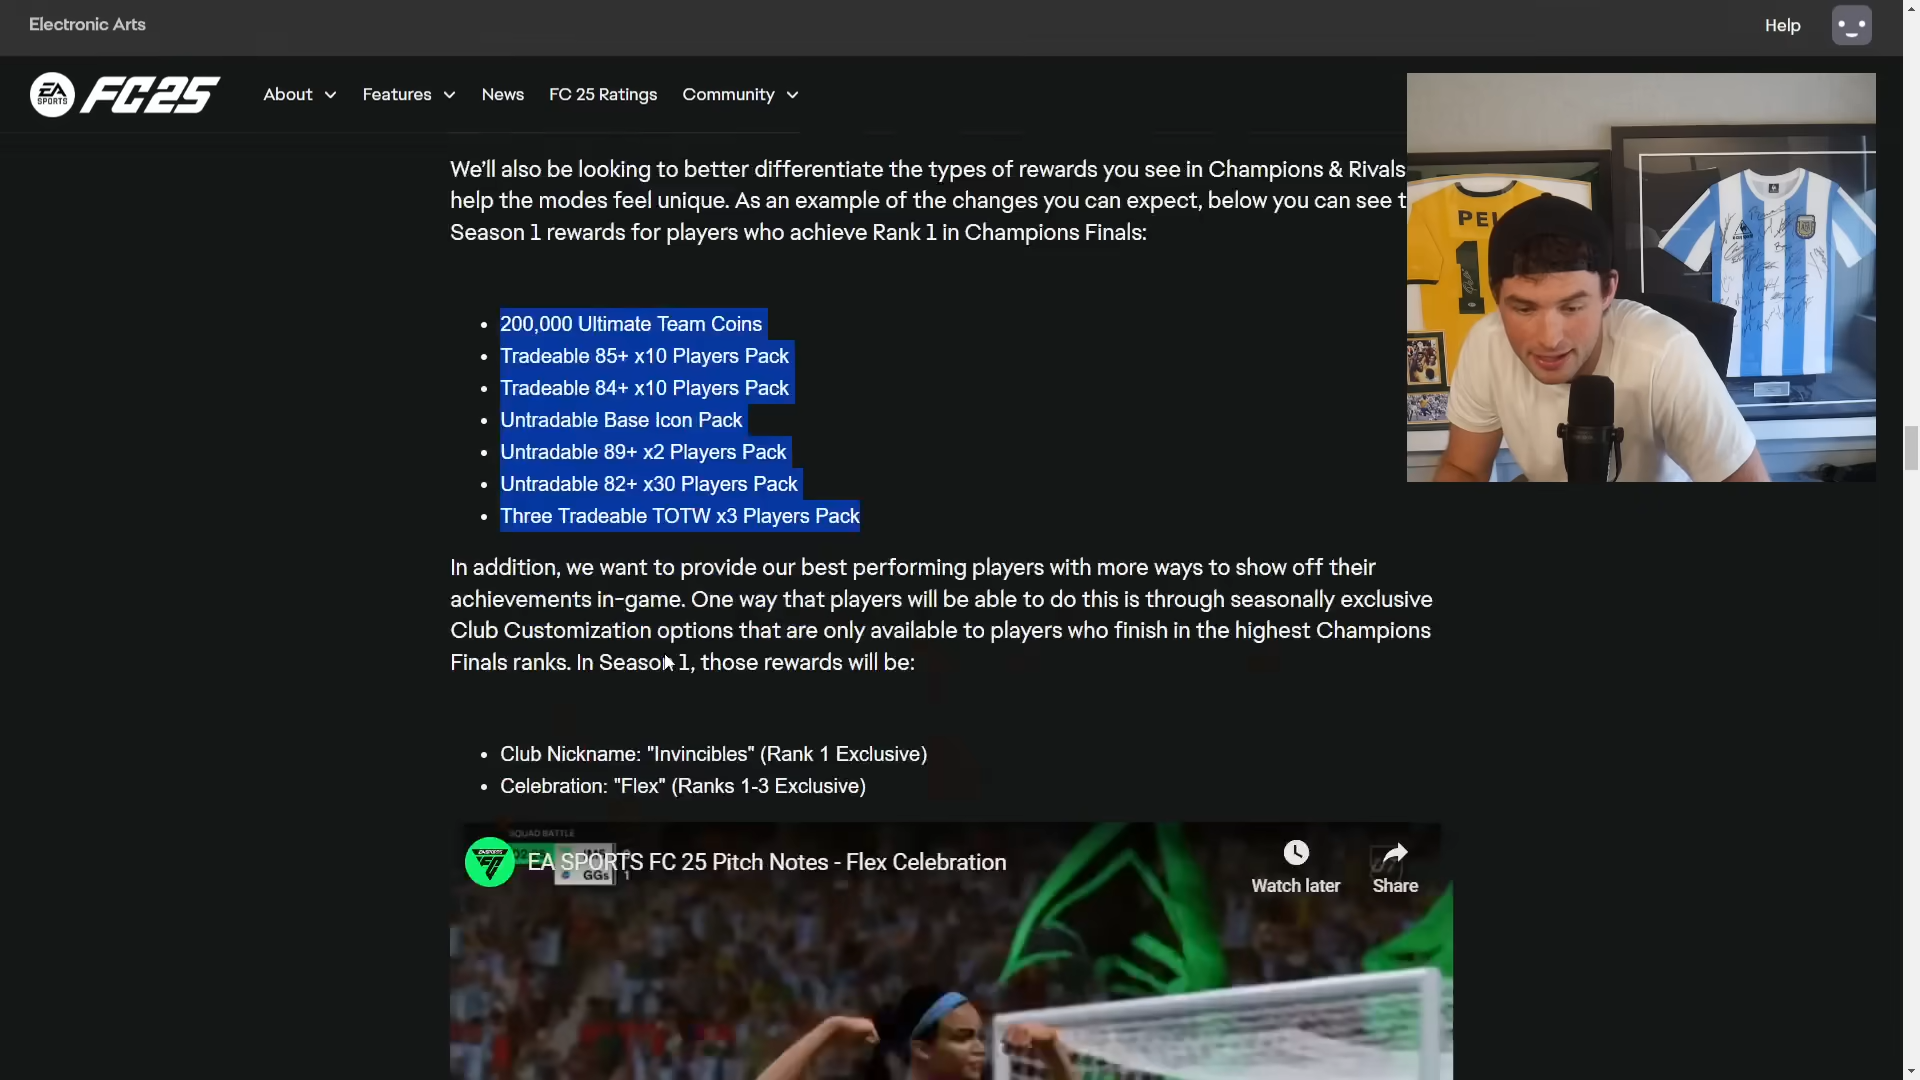 Electronic Arts
Help
EA SPORTS FC 25
About
Features
News
FC 25 Ratings
Community
We'll also be looking to better differentiate the types of rewards you see in Champions & Rivals
help the modes feel unique. As an example of the changes you can expect, below you can see t
Season 1 rewards for players who achieve Rank 1 in Champions Finals:
• 200,000 Ultimate Team Coins
• Tradeable 85+ x10 Players Pack
• Tradeable 84+ x10 Players Pack
• Untradable Base Icon Pack
• Untradable 89+ x2 Players Pack
• Untradable 82+ x30 Players Pack
• Three Tradeable TOTW x3 Players Pack
In addition, we want to provide our best performing players with more ways to show off their
achievements in-game. One way that players will be able to do this is through seasonally exclusive
Club Customization options that are only available to players who finish in the highest Champions
Finals ranks. In Season 1, those rewards will be:
• Club Nickname: "Invincibles" (Rank 1 Exclusive)
• Celebration: "Flex" (Ranks 1-3 Exclusive)
SQUAD BATTLE
EA SPORTS FC 25 Pitch Notes - Flex Celebration
GGs 1
Watch later
Share